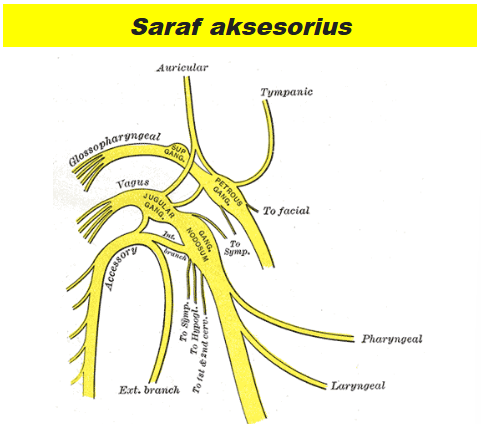 Saraf aksesorius
Auricular
Tympanic
Glossopharyngeal
SUP.
GANG.
Vagus
PETROUS
GANG.
JUGULAR
GANG.
To facial
GANG.
NODOSUM
To
Symp.
Int.
branch
Accessory
To Symp.
To Hypogl.
To 1st & 2nd cerv.
Pharyngeal
Ext. branch
Laryngeal